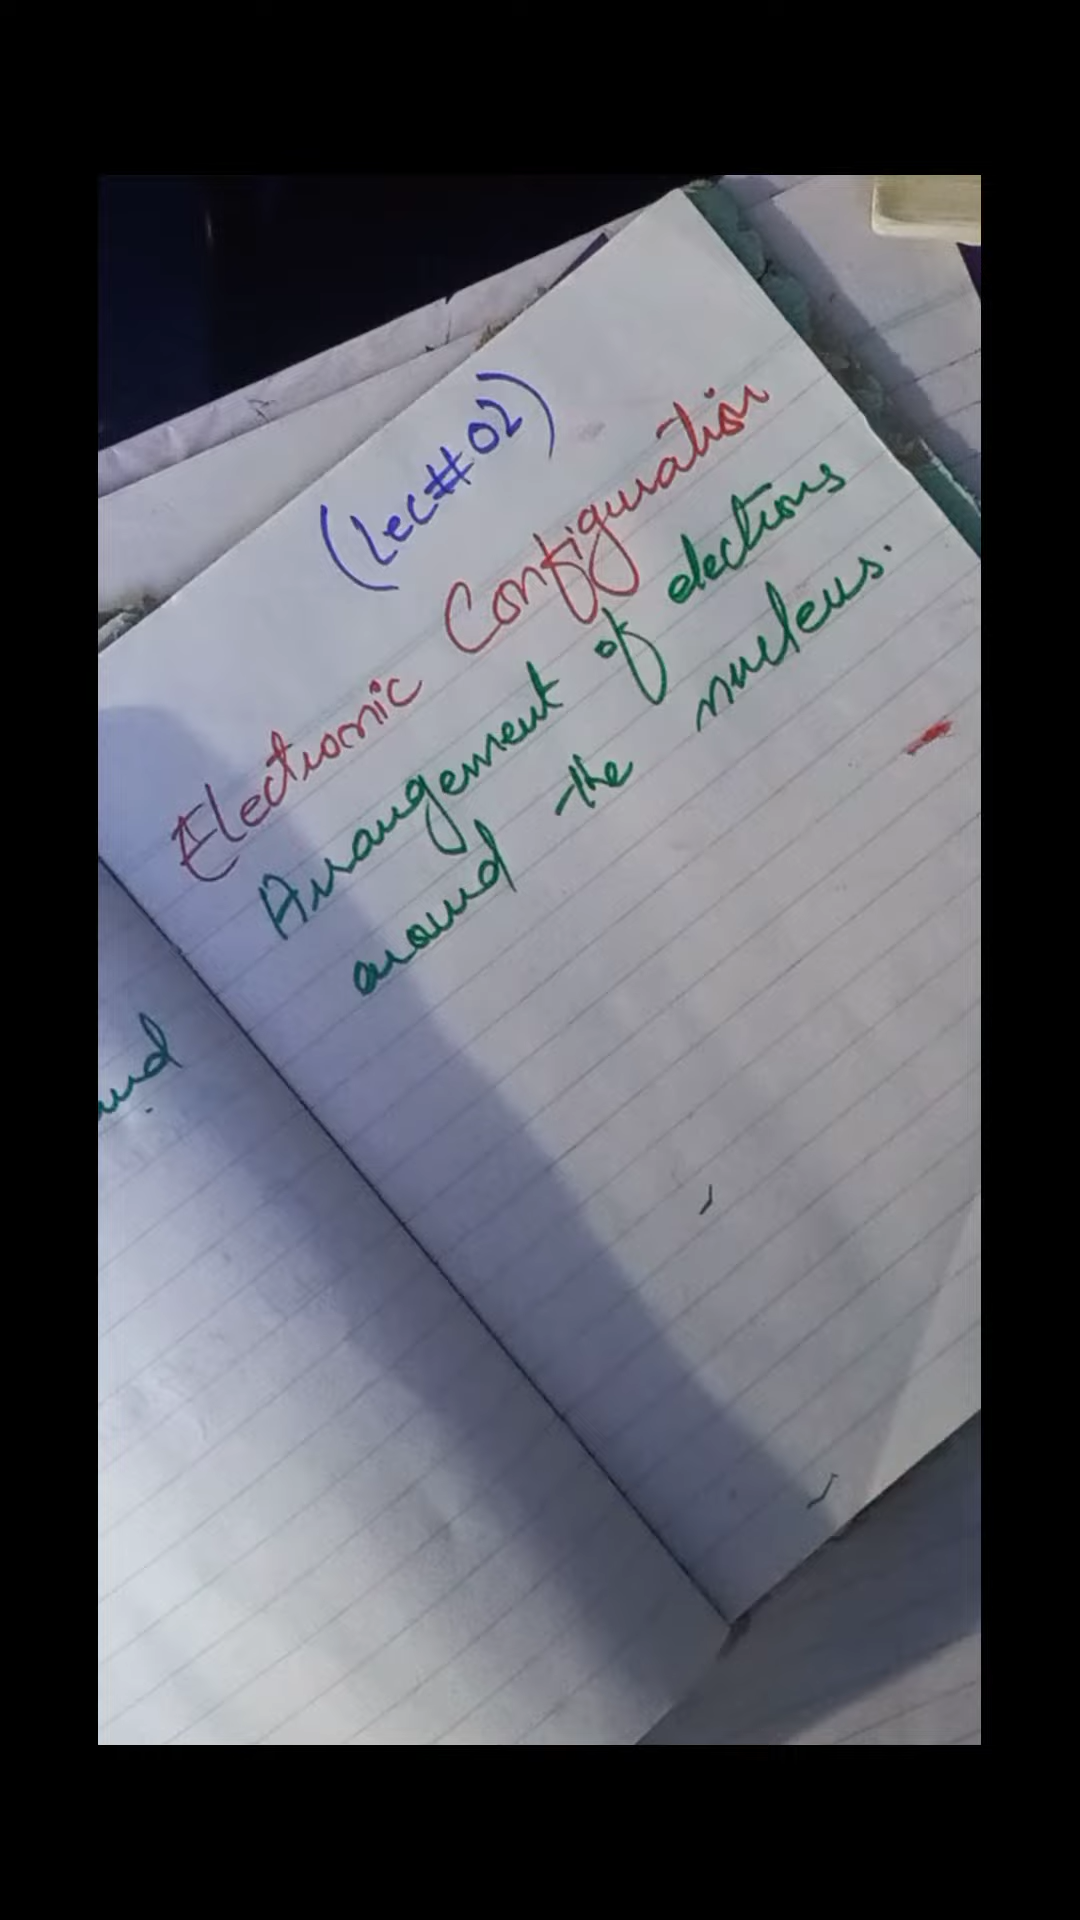 (Lec#02)
Electronic Configuration
Arrangement of electrons
around the nucleus.